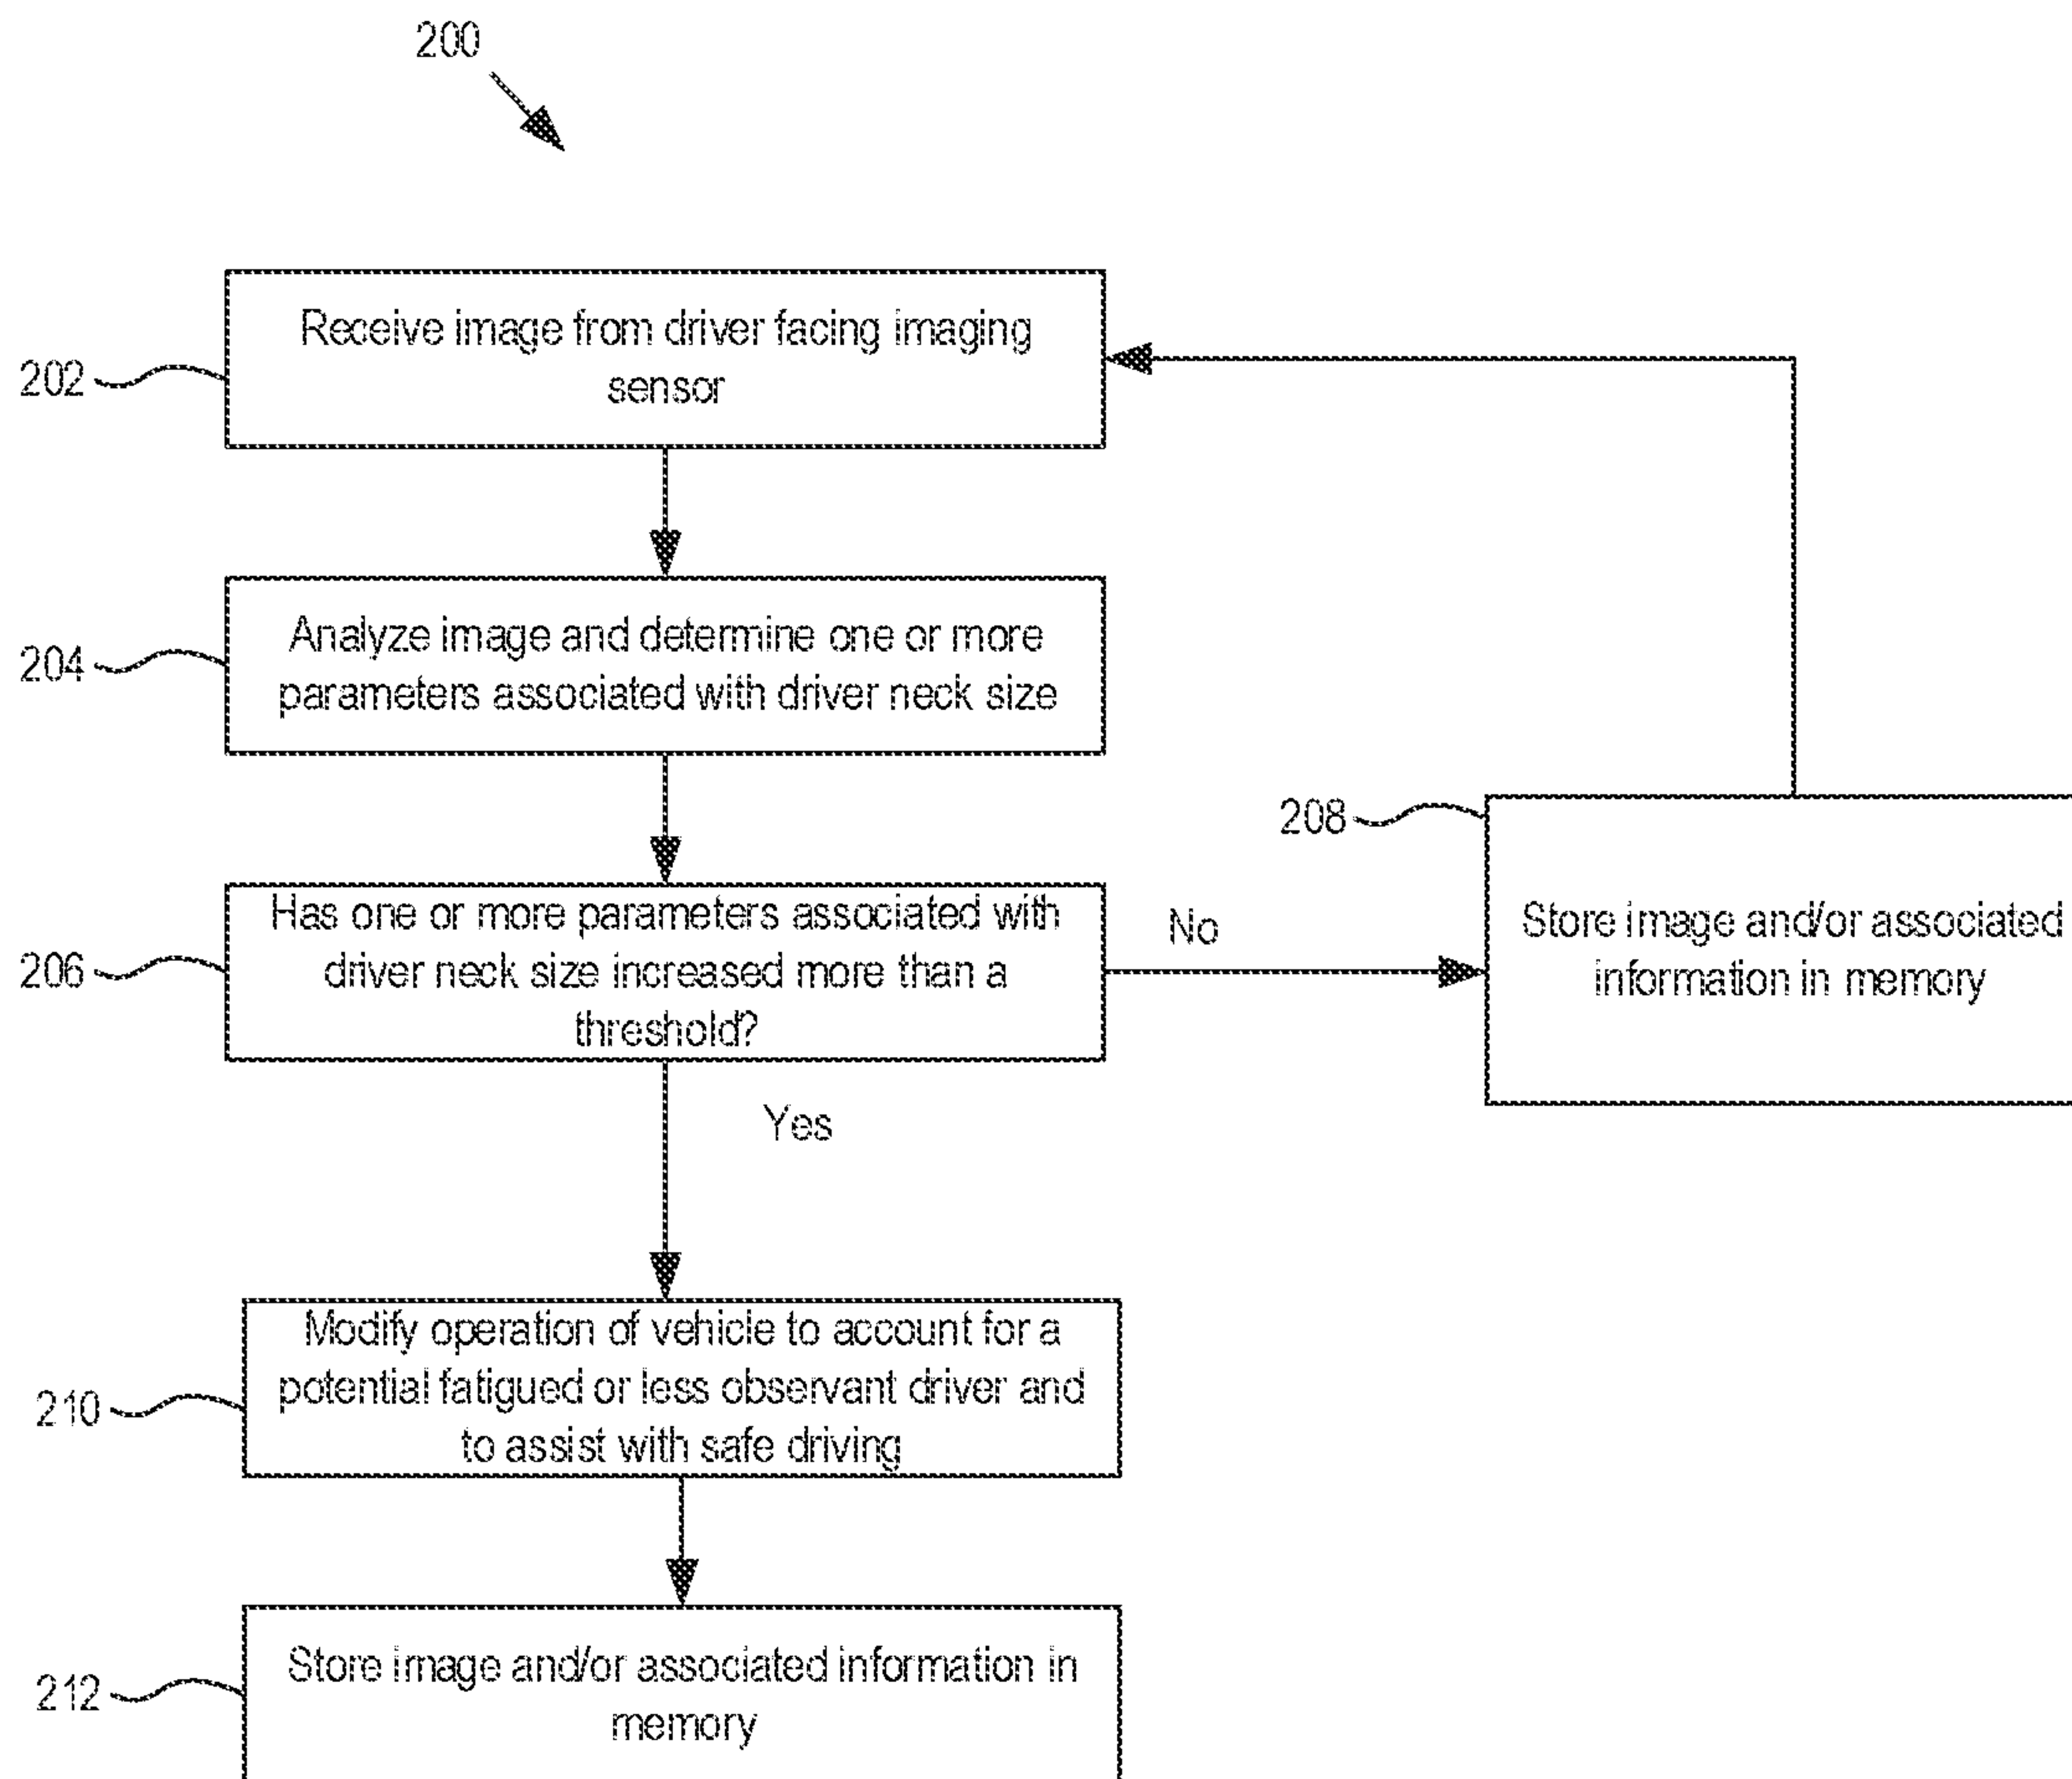 200
Receive image from driver facing imaging
sensor
202
Analyze image and determine one or more
parameters associated with driver neck size
204
208
Has one or more parameters associated with
driver neck size increased more than a
threshold?
206
No
Store image and/or associated
information in memory
Yes
Modify operation of vehicle to account for a
potential fatigued or less observant driver and
to assist with safe driving
210
Store image and/or associated information in
memory
212